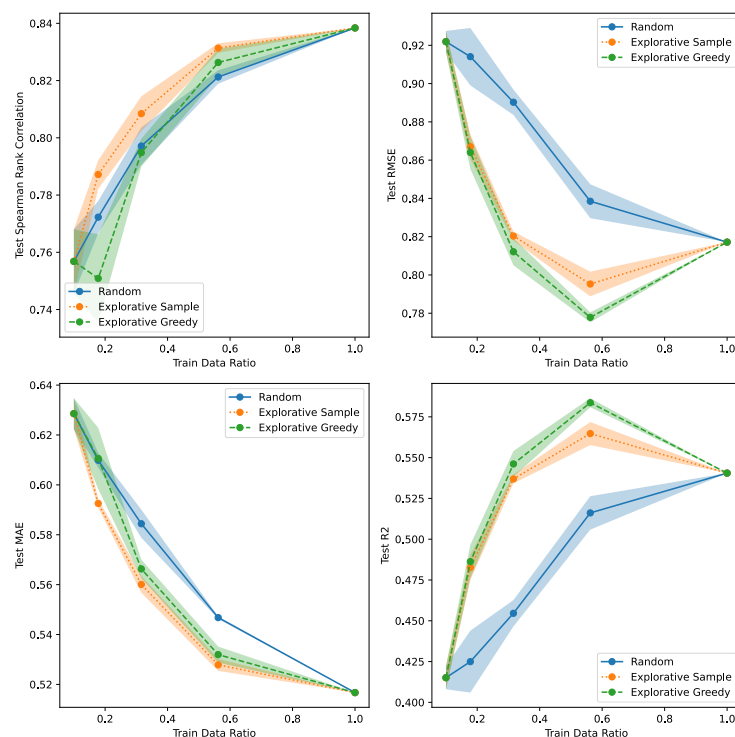 0.84
0.82
0.80
0.78
0.76
0.74
Test Spearman Rank Correlation
Random
Explorative Sample
Explorative Greedy
0.2
0.4
0.6
0.8
1.0
Train Data Ratio
0.92
0.90
0.88
0.86
0.84
0.82
0.80
0.78
Test RMSE
Random
Explorative Sample
Explorative Greedy
0.2
0.4
0.6
0.8
1.0
Train Data Ratio
0.64
0.62
0.60
0.58
0.56
0.54
0.52
Test MAE
Random
Explorative Sample
Explorative Greedy
0.2
0.4
0.6
0.8
1.0
Train Data Ratio
0.575
0.550
0.525
0.500
0.475
0.450
0.425
0.400
Test R2
Random
Explorative Sample
Explorative Greedy
0.2
0.4
0.6
0.8
1.0
Train Data Ratio